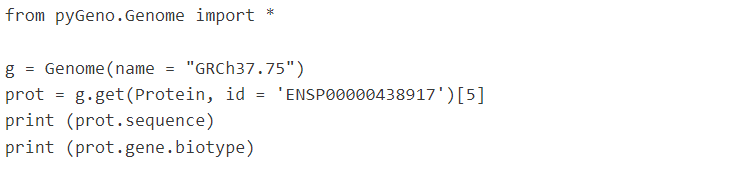 from pyGeno.Genome import *
g = Genome(name = "GRCh37.75")
prot = g.get(Protein, id = 'ENSP00000438917')[5]
print (prot.sequence)
print (prot.gene.biotype)